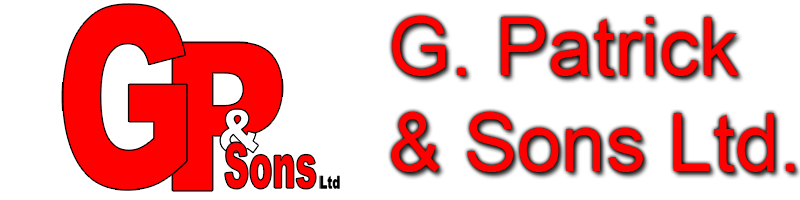 GP
&
Sons Ltd
G. Patrick
& Sons Ltd.